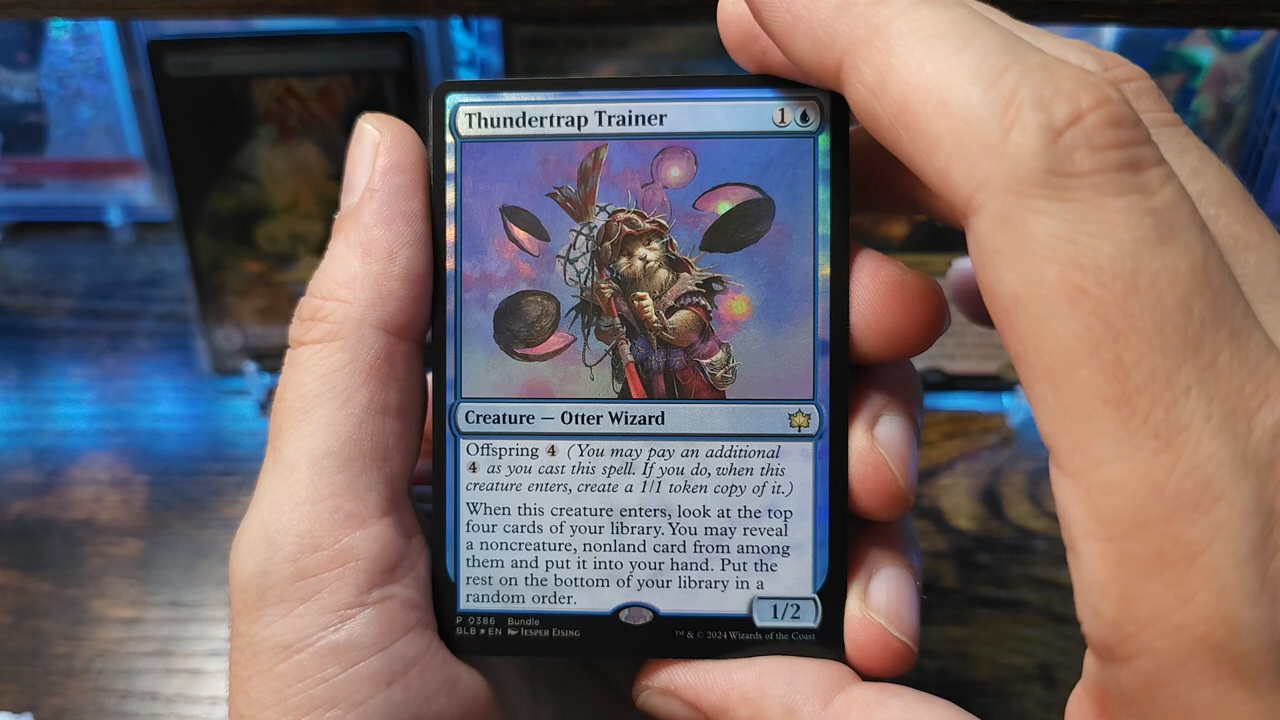 Thundertrap Trainer 1
Creature — Otter Wizard
Offspring 4 (You may pay an additional
4 as you cast this spell. If you do, when this
creature enters, create a 1/1 token copy of it.)
When this creature enters, look at the top
four cards of your library. You may reveal
a noncreature, nonland card from among
them and put it into your hand. Put the
rest on the bottom of your library in a
random order.
1/2
P 0386 Bundle
BLB ★ EN Jesper Eising
™ & © 2024 Wizards of the Coast